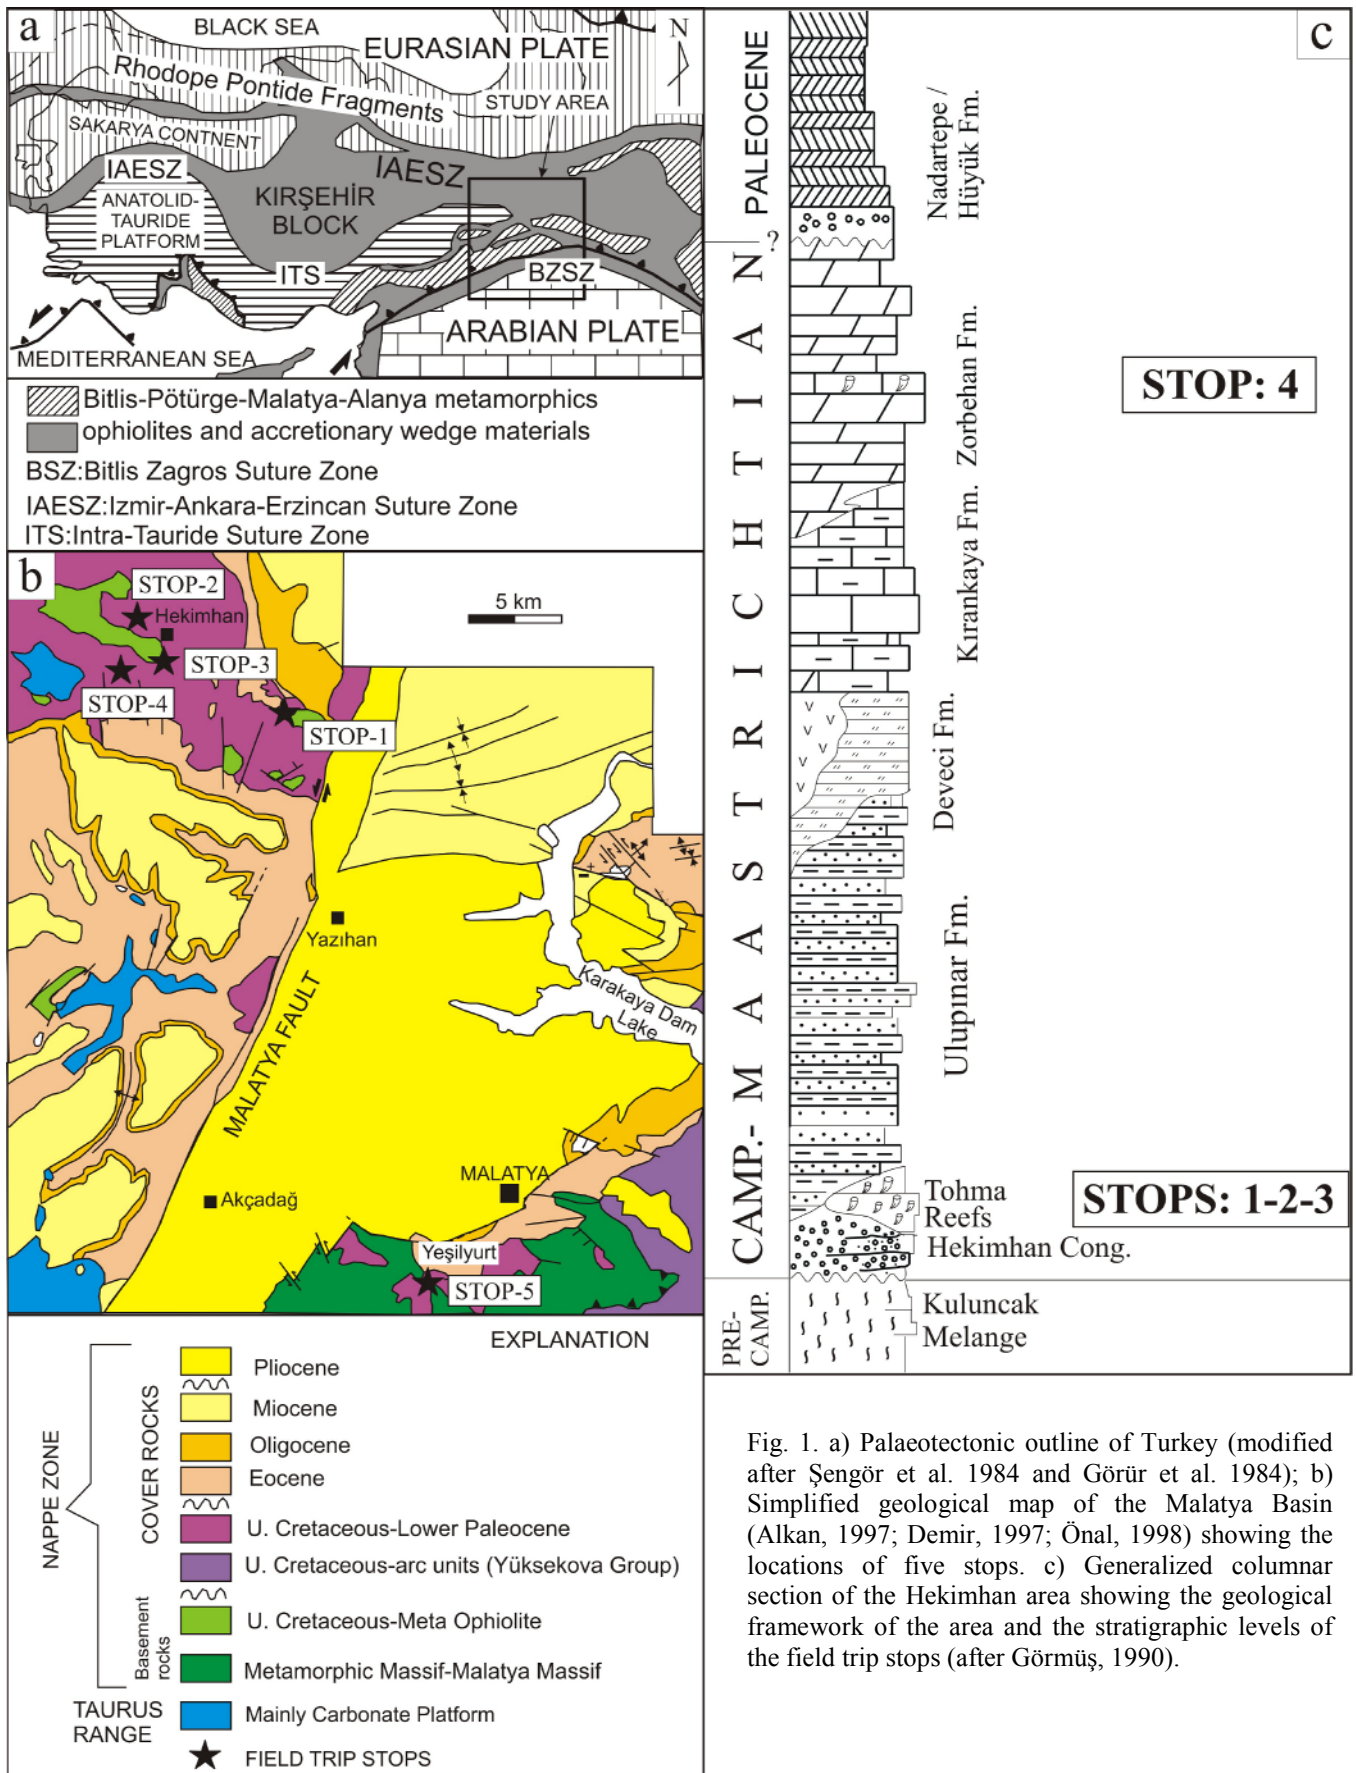 a
BLACK SEA
EURASIAN PLATE
N
Rhodope Pontide Fragments
STUDY AREA
SAKARYA CONTNENT
IAESZ
IAESZ
ANATOLID-
TAURIDE
PLATFORM
KIRŞEHİR
BLOCK
ITS
BZSZ
ARABIAN PLATE
MEDITERRANEAN SEA
Bitlis-Pötürge-Malatya-Alanya metamorphics
ophiolites and accretionary wedge materials
BSZ:Bitlis Zagros Suture Zone
IAESZ:Izmir-Ankara-Erzincan Suture Zone
ITS:Intra-Tauride Suture Zone
b
STOP-2
Hekimhan
5 km
STOP-3
STOP-4
STOP-1
Yazıhan
Karakaya Dam
Lake
MALATYA FAULT
MALATYA
Akçadağ
Yeşilyurt
STOP-5
EXPLANATION
NAPPE ZONE
COVER ROCKS
Pliocene
Miocene
Oligocene
Eocene
U. Cretaceous-Lower Paleocene
U. Cretaceous-arc units (Yüksekova Group)
Basement
rocks
U. Cretaceous-Meta Ophiolite
Metamorphic Massif-Malatya Massif
TAURUS
RANGE
Mainly Carbonate Platform
FIELD TRIP STOPS
c
PALEOCENE
?
CAMP.- MAASTRICHTIAN
PRE-
CAMP.
Nadartepe /
Hüyük Fm.
Zorbehan Fm.
STOP: 4
Kırankaya Fm.
Deveci Fm.
Ulupınar Fm.
Tohma
Reefs
STOPS: 1-2-3
Hekimhan Cong.
Kuluncak
Melange
Fig. 1. a) Palaeotectonic outline of Turkey (modified
after Şengör et al. 1984 and Görür et al. 1984); b)
Simplified geological map of the Malatya Basin
(Alkan, 1997; Demir, 1997; Önal, 1998) showing the
locations of five stops. c) Generalized columnar
section of the Hekimhan area showing the geological
framework of the area and the stratigraphic levels of
the field trip stops (after Görmüş, 1990).